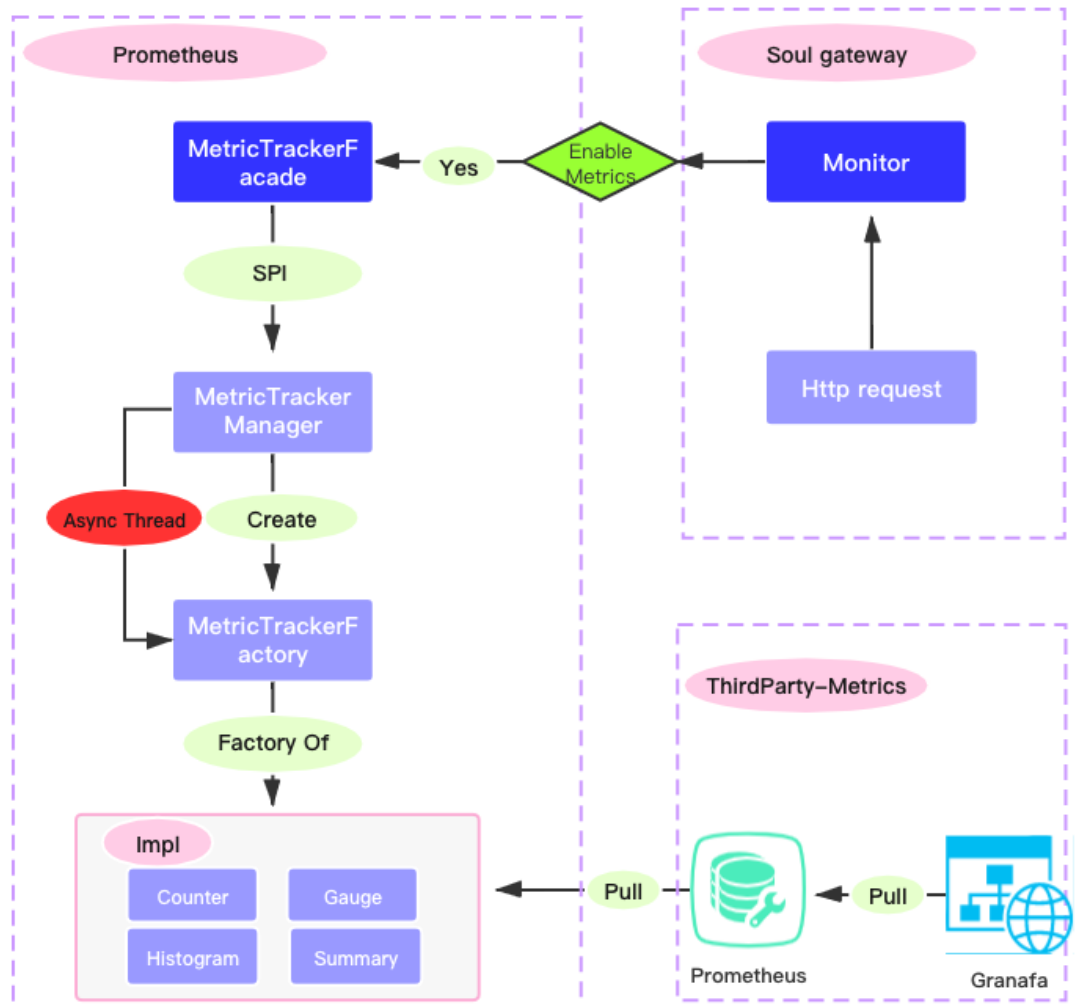 Prometheus
Soul gateway
MetricTrackerF
acade
Yes
Enable
Metrics
Monitor
SPI
Http request
MetricTracker
Manager
Async Thread
Create
MetricTrackerF
actory
ThirdParty-Metrics
Factory Of
Impl
Counter
Gauge
Histogram
Summary
Pull
Pull
Prometheus
Granafa